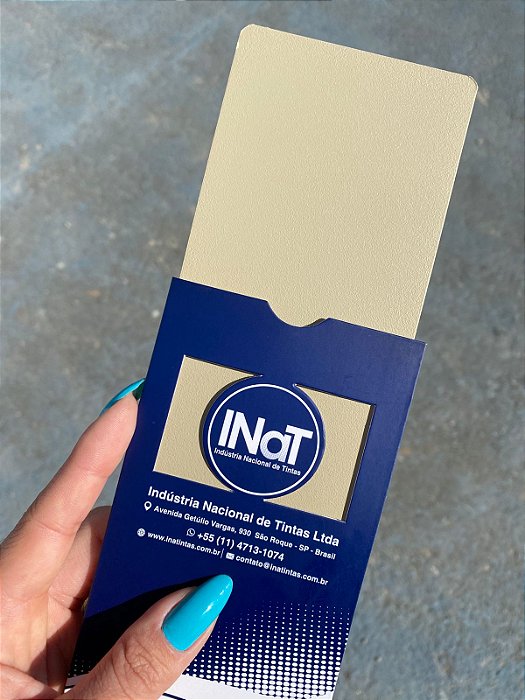 INaT
Indústria Nacional de Tintas
Indústria Nacional de Tintas Ltda
Avenida Getúlio Vargas, 930 São Roque - SP - Brasil
+55 (11) 4713-1074
www.inatintas.com.br | contato@inatintas.com.br